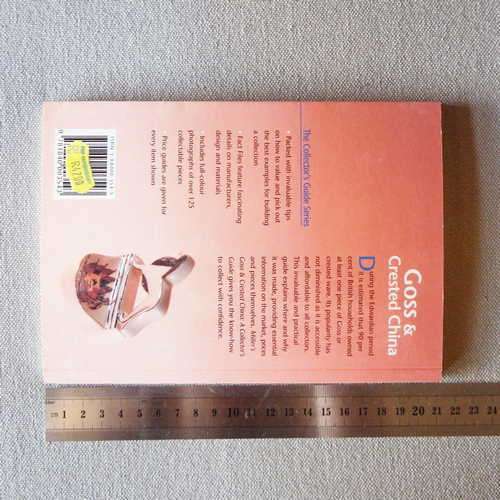 Goss &
Crested China
During the Edwardian period
it is estimated that 90 per
cent of British households owned
at least one piece of Goss or
crested ware. Its popularity has
not diminished as it is accessible
and affordable to all collectors.
This invaluable and practical
guide explains where and why
it was made, providing essential
information on the market, prices
and pieces themselves. Miller's
Goss & Crested China: A Collector's
Guide gives you the know-how
to collect with confidence.
The Collector's Guide Series
• Packed with invaluable tips
on how to value and pick out
the best examples for building
a collection
• Fact Files feature fascinating
details on manufacturers,
design and materials
• Includes full-colour
photographs of over 125
collectable pieces
• Price guides are given for
every item shown
1 2 3 4 5 6 7 8 9 10 11 12 13 14 15 16 17 18 19 20 21 22 23 24